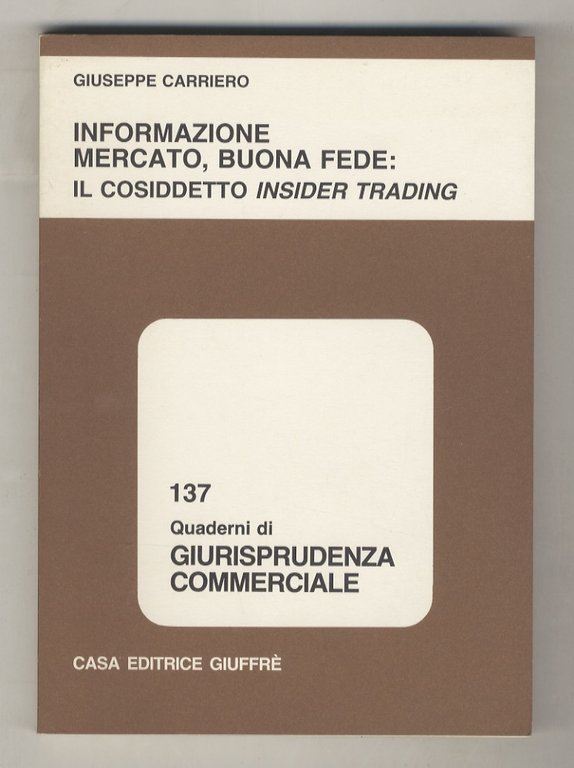 GIUSEPPE CARRIERO
INFORMAZIONE
MERCATO, BUONA FEDE:
IL COSIDDETTO INSIDER TRADING
137
Quaderni di
GIURISPRUDENZA
COMMERCIALE
CASA EDITRICE GIUFFRÈ